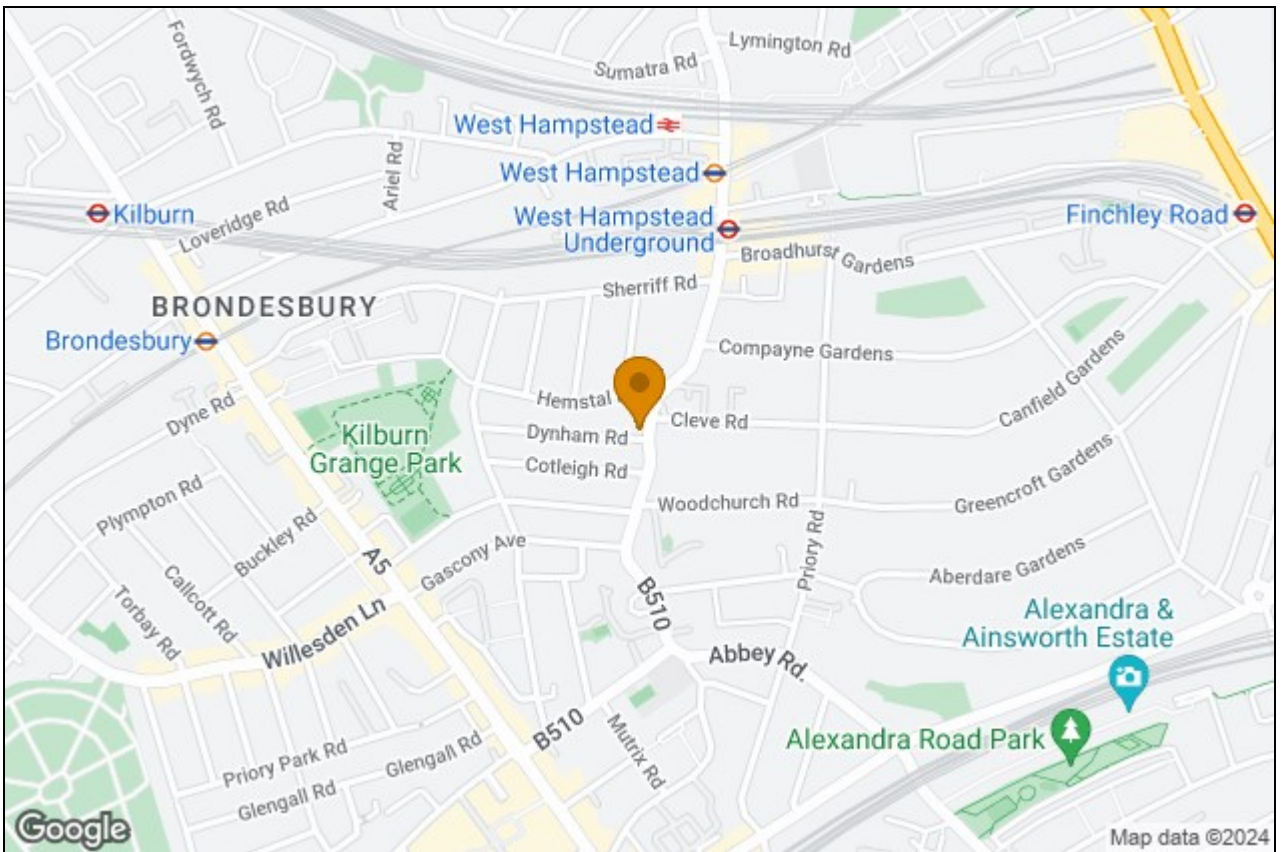 Fordwych Rd
Lymington Rd
Sumatra Rd
West Hampstead
Ariel Rd
West Hampstead
Kilburn
Loveridge Rd
West Hampstead
Underground
Finchley Road
Broadhurst Gardens
Sherriff Rd
BRONDESBURY
Brondesbury
Compayne Gardens
Canfield Gardens
Hemstal
Dyne Rd
Cleve Rd
Kilburn
Grange Park
Dynham Rd
Cotleigh Rd
Greencroft Gardens
Plympton Rd
Woodchurch Rd
Buckley Rd
Priory Rd
A5
Gascony Ave
Aberdare Gardens
Callcott Rd
Torbay Rd
B510
Alexandra &
Ainsworth Estate
Willesden Ln
Abbey Rd.
B510
Mutrix Rd
Alexandra Road Park
Priory Park Rd
Glengall Rd
Glengall Rd
Google
Map data ©2024